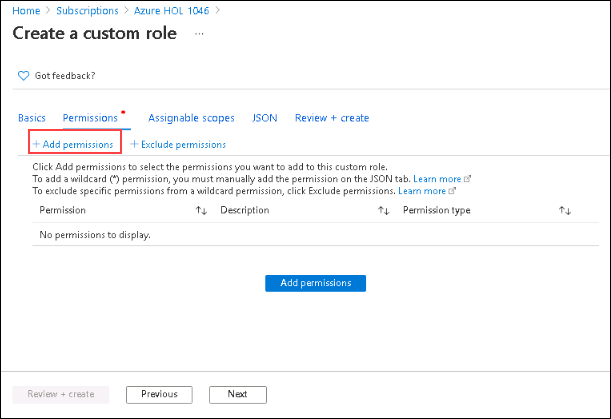 Home > Subscriptions > Azure HOL 1046 >
Create a custom role ...
Got feedback?
Basics Permissions * Assignable scopes JSON Review + create
+ Add permissions + Exclude permissions
Click Add permissions to select the permissions you want to add to this custom role.
To add a wildcard (*) permission, you must manually add the permission on the JSON tab. Learn more
To exclude specific permissions from a wildcard permission, click Exclude permissions. Learn more
Permission ↑↓ Description ↑↓ Permission type ↑↓
No permissions to display.
Add permissions
Review + create Previous Next